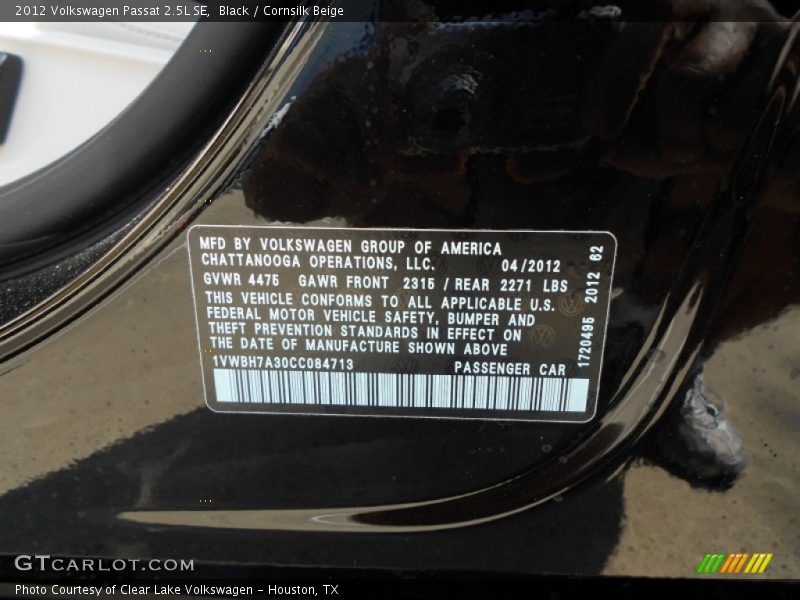 2012 Volkswagen Passat 2.5L SE, Black / Cornsilk Beige
MFD BY VOLKSWAGEN GROUP OF AMERICA
CHATTANOOGA OPERATIONS, LLC. 04/2012
GVWR 4475 GAWR FRONT 2315 / REAR 2271 LBS
THIS VEHICLE CONFORMS TO ALL APPLICABLE U.S.
FEDERAL MOTOR VEHICLE SAFETY, BUMPER AND
THEFT PREVENTION STANDARDS IN EFFECT ON
THE DATE OF MANUFACTURE SHOWN ABOVE
1VWBH7A30CC084713 PASSENGER CAR
1720495 2012 62
GTCARLOT.COM
Photo Courtesy of Clear Lake Volkswagen - Houston, TX